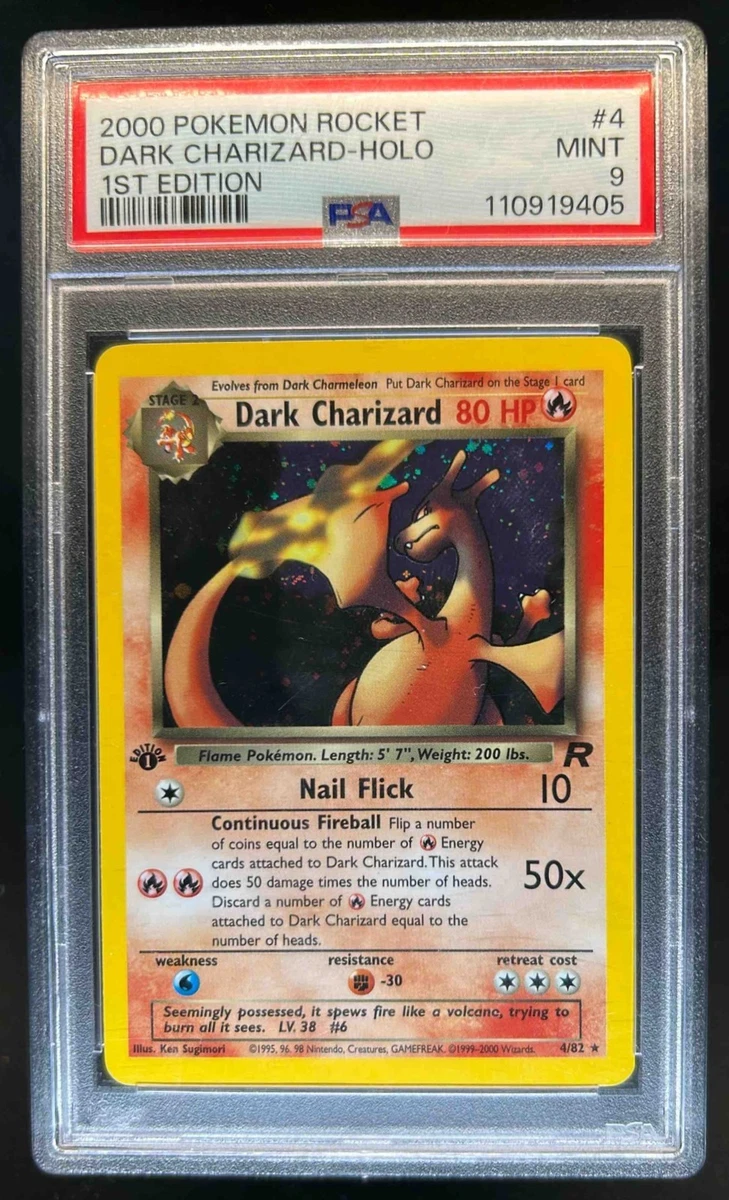 2000 POKEMON ROCKET #4
DARK CHARIZARD-HOLO MINT
1ST EDITION 9
PSA 110919405
Evolves from Dark Charmeleon Put Dark Charizard on the Stage 1 card
STAGE 2
Dark Charizard 80 HP
EDITION
1
Flame Pokémon. Length: 5' 7", Weight: 200 lbs.
R
Nail Flick 10
Continuous Fireball Flip a number
of coins equal to the number of Energy
cards attached to Dark Charizard. This attack
does 50 damage times the number of heads. 50x
Discard a number of Energy cards
attached to Dark Charizard equal to the
number of heads.
weakness resistance retreat cost
-30
Seemingly possessed, it spews fire like a volcano, trying to
burn all it sees. LV. 38 #6
Illus. Ken Sugimori ©1995, 96, 98 Nintendo, Creatures, GAMEFREAK. ©1999-2000 Wizards. 4/82 ★
PSA